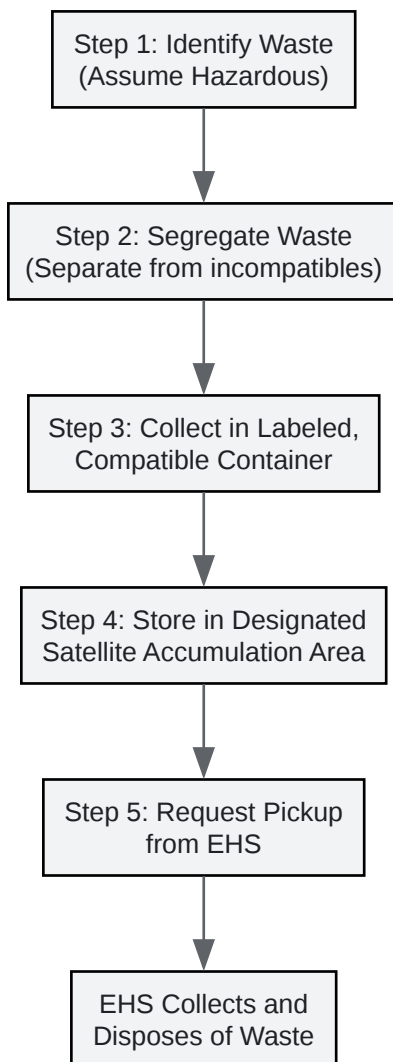 Step 1: Identify Waste
(Assume Hazardous)
Step 2: Segregate Waste
(Separate from incompatibles)
Step 3: Collect in Labeled,
Compatible Container
Step 4: Store in Designated
Satellite Accumulation Area
Step 5: Request Pickup
from EHS
EHS Collects and
Disposes of Waste